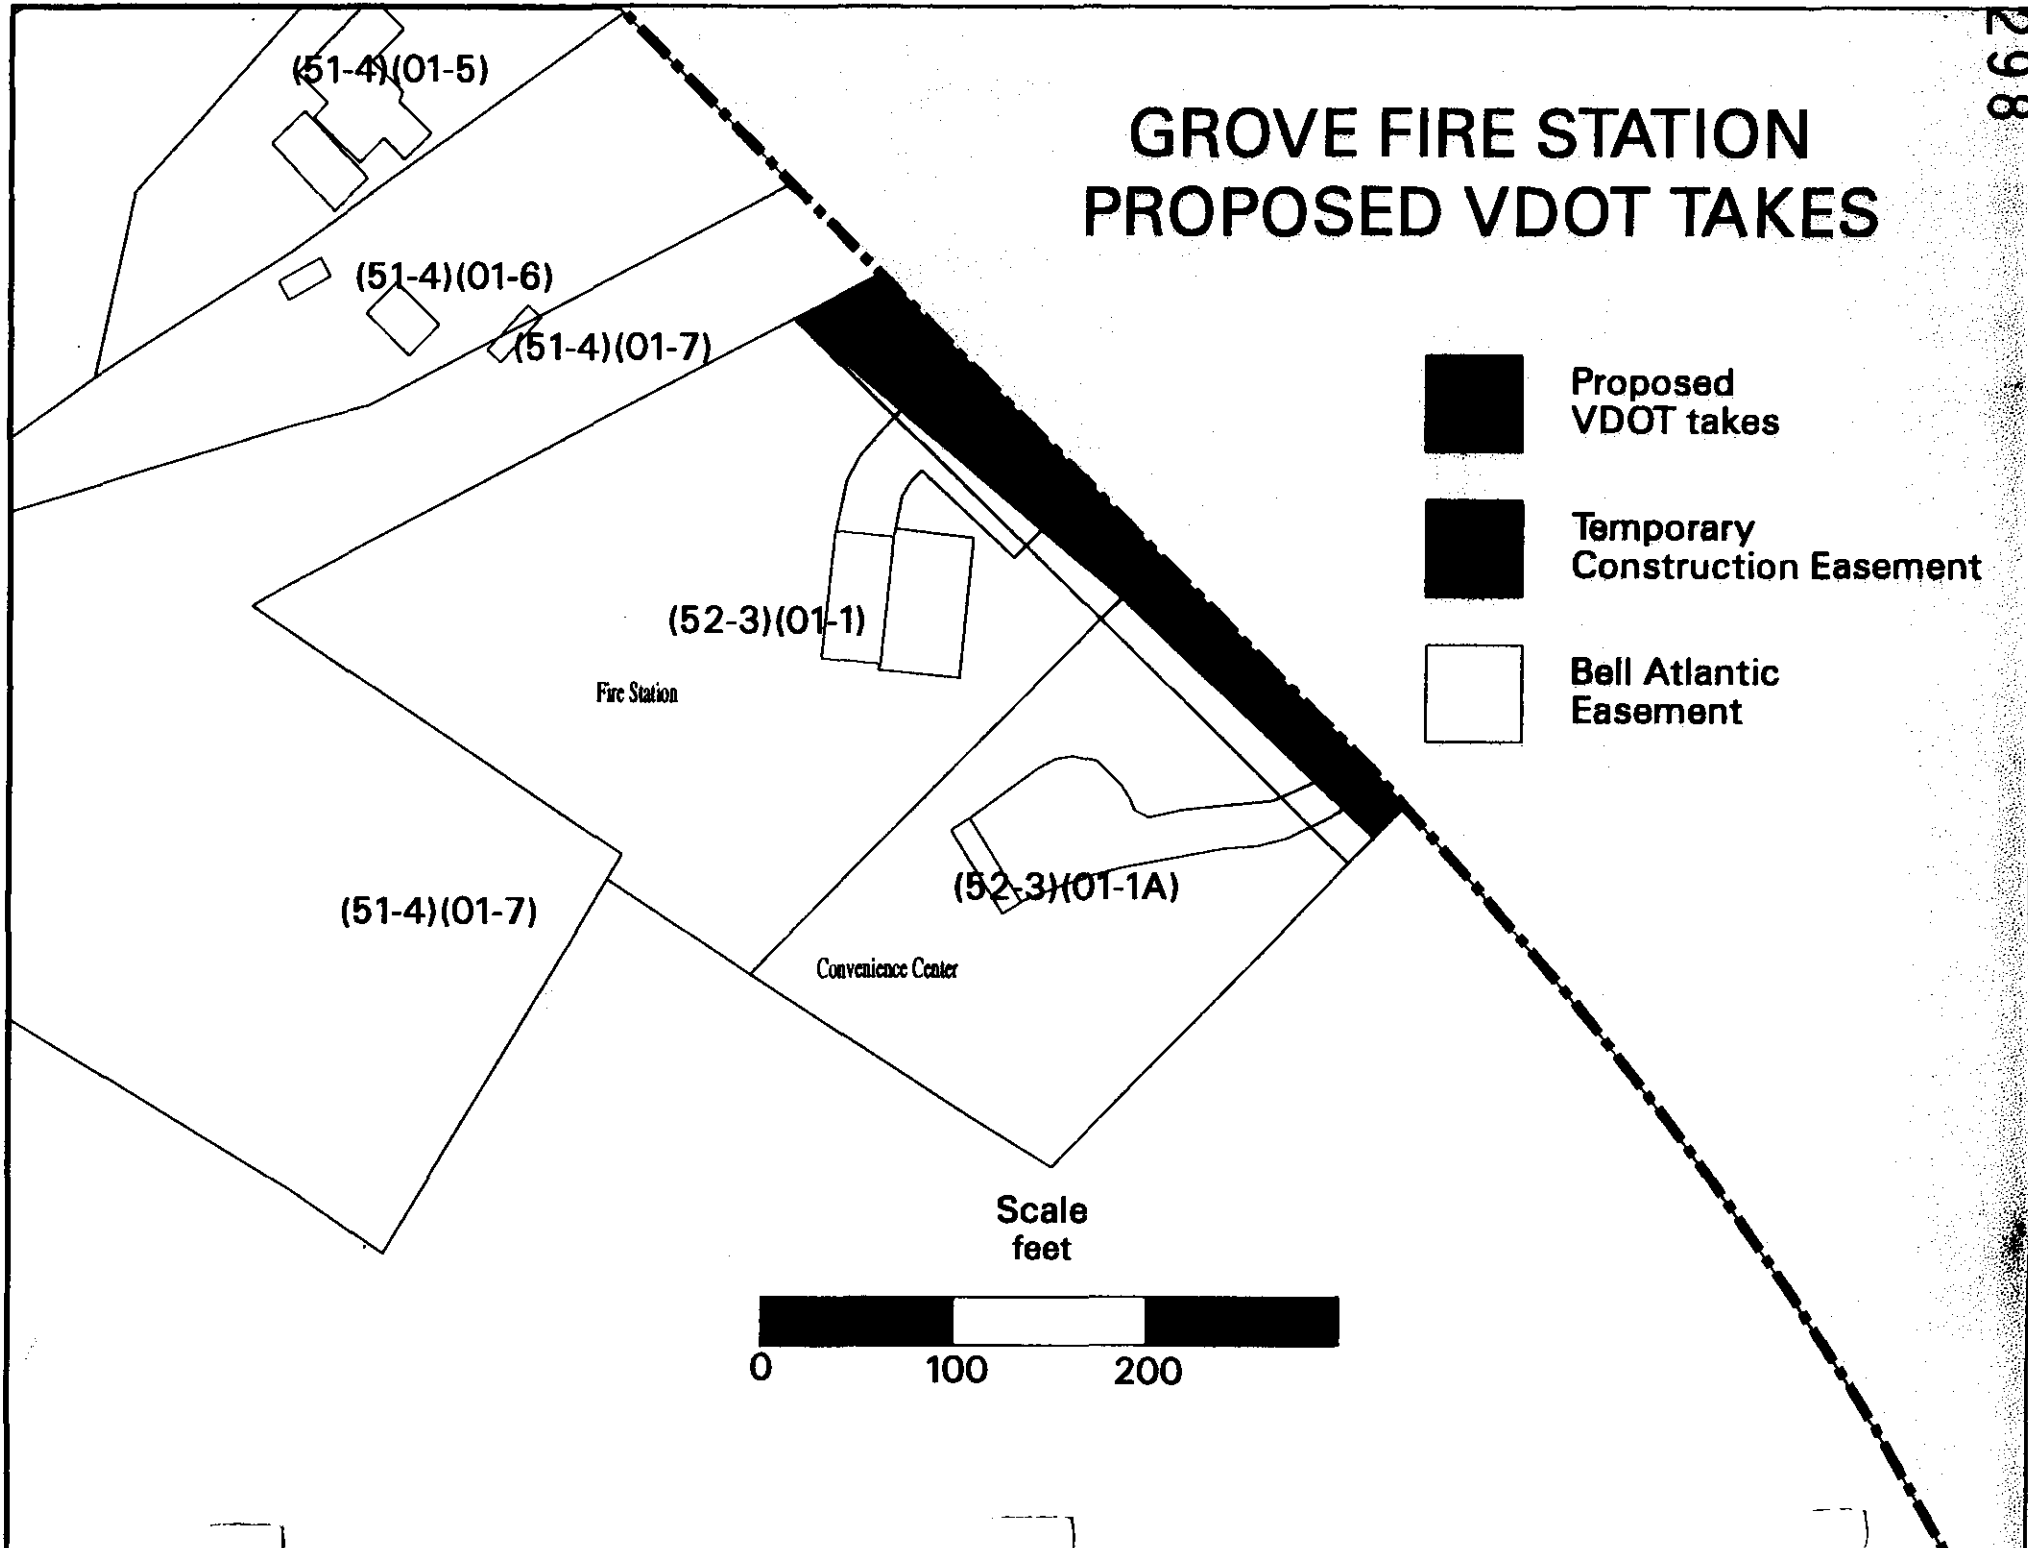 298
GROVE FIRE STATION
PROPOSED VDOT TAKES
(51-4)(01-5)
(51-4)(01-6)
(51-4)(01-7)
Proposed
VDOT takes
Temporary
Construction Easement
Bell Atlantic
Easement
(52-3)(01-1)
Fire Station
(52-3)(01-1A)
(51-4)(01-7)
Convenience Center
Scale
feet
0 100 200